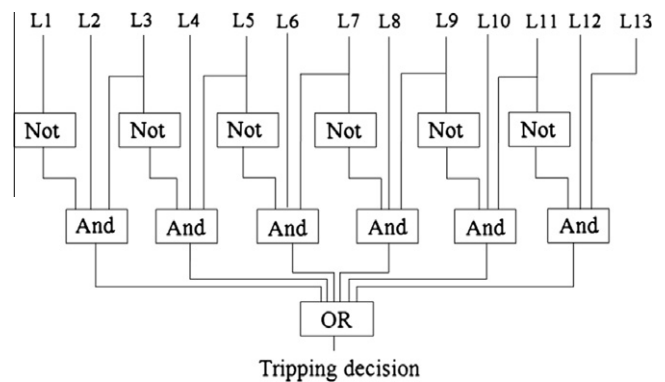 L1 L2 L3 L4 L5 L6 L7 L8 L9 L10 L11 L12 L13
Not Not Not Not Not Not
And And And And And And
OR
Tripping decision